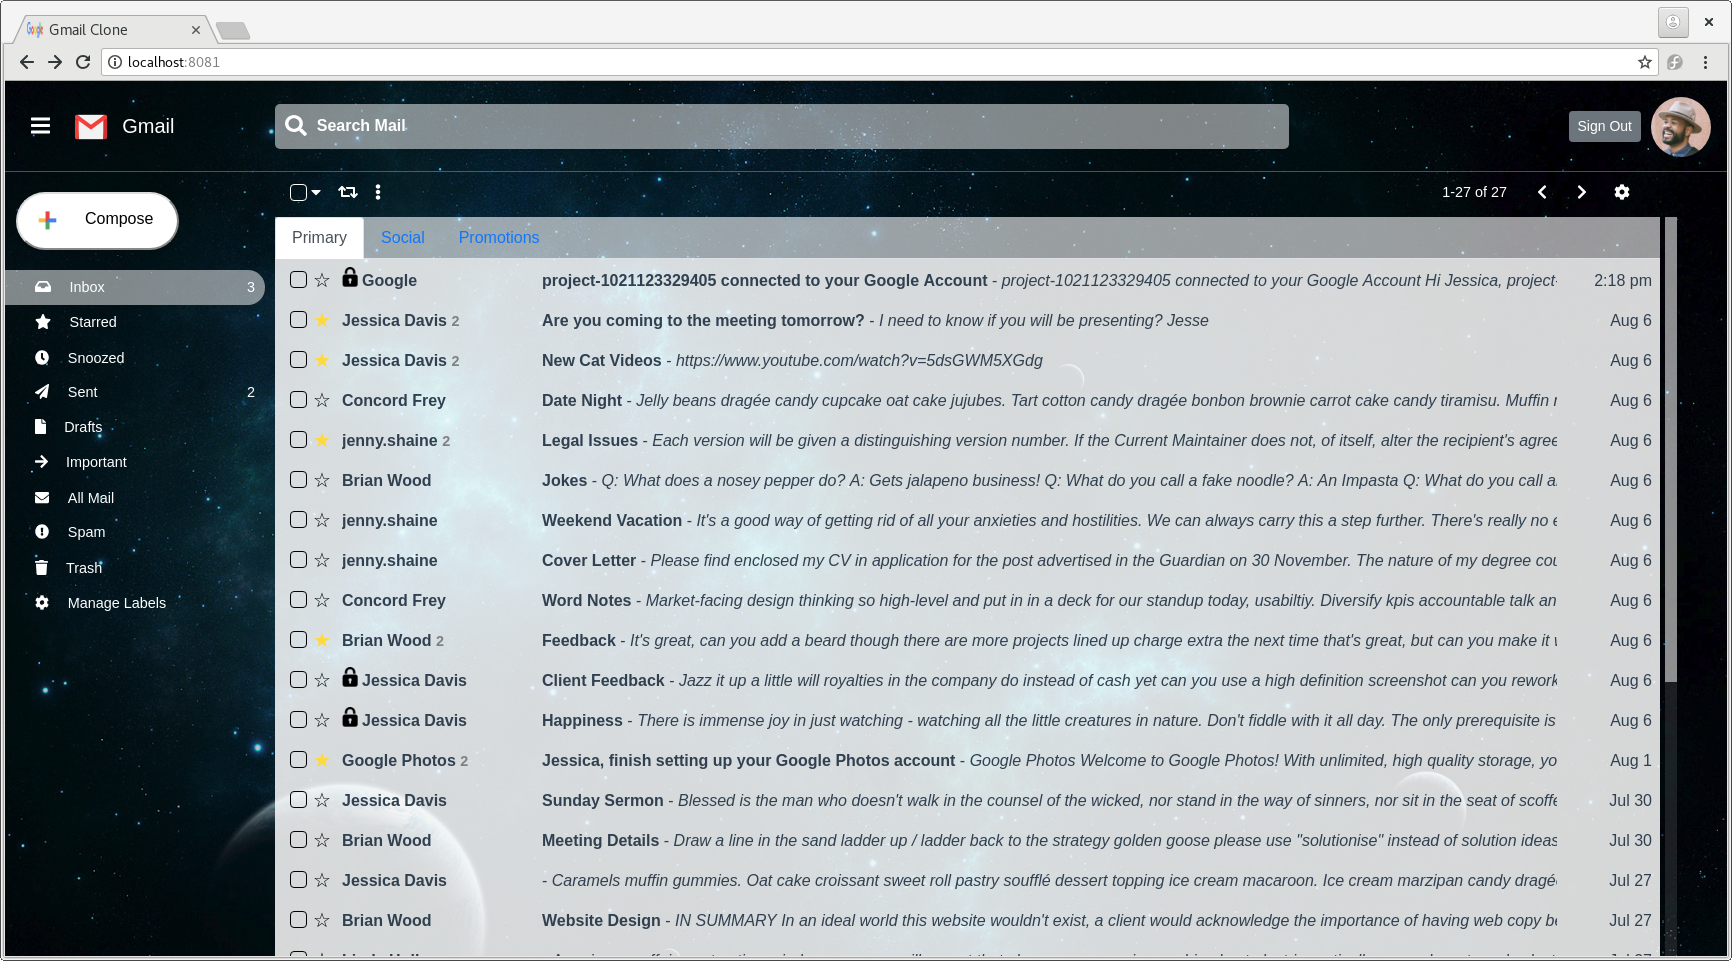 Gmail Clone
localhost:8081
Gmail
Search Mail
Sign Out
Compose
1-27 of 27
Primary Social Promotions
Inbox 3
Starred
Snoozed
Sent 2
Drafts
Important
All Mail
Spam
Trash
Manage Labels
Google project-1021123329405 connected to your Google Account - project-1021123329405 connected to your Google Account Hi Jessica, project- 2:18 pm
Jessica Davis 2 Are you coming to the meeting tomorrow? - I need to know if you will be presenting? Jesse Aug 6
Jessica Davis 2 New Cat Videos - https://www.youtube.com/watch?v=5dsGWM5XGdg Aug 6
Concord Frey Date Night - Jelly beans dragée candy cupcake oat cake jujubes. Tart cotton candy dragée bonbon brownie carrot cake candy tiramisu. Muffin Aug 6
jenny.shaine 2 Legal Issues - Each version will be given a distinguishing version number. If the Current Maintainer does not, of itself, alter the recipient's agree Aug 6
Brian Wood Jokes - Q: What does a nosey pepper do? A: Gets jalapeno business! Q: What do you call a fake noodle? A: An Impasta Q: What do you call a Aug 6
jenny.shaine Weekend Vacation - It's a good way of getting rid of all your anxieties and hostilities. We can always carry this a step further. There's really no Aug 6
jenny.shaine Cover Letter - Please find enclosed my CV in application for the post advertised in the Guardian on 30 November. The nature of my degree cou Aug 6
Concord Frey Word Notes - Market-facing design thinking so high-level and put in in a deck for our standup today, usabiltiy. Diversify kpis accountable talk an Aug 6
Brian Wood 2 Feedback - It's great, can you add a beard though there are more projects lined up charge extra the next time that's great, but can you make it Aug 6
Jessica Davis Client Feedback - Jazz it up a little will royalties in the company do instead of cash yet can you use a high definition screenshot can you rework Aug 6
Jessica Davis Happiness - There is immense joy in just watching - watching all the little creatures in nature. Don't fiddle with it all day. The only prerequisite is Aug 6
Google Photos 2 Jessica, finish setting up your Google Photos account - Google Photos Welcome to Google Photos! With unlimited, high quality storage, yo Aug 1
Jessica Davis Sunday Sermon - Blessed is the man who doesn't walk in the counsel of the wicked, nor stand in the way of sinners, nor sit in the seat of scoffe Jul 30
Brian Wood Meeting Details - Draw a line in the sand ladder up / ladder back to the strategy golden goose please use "solutionise" instead of solution ideas Jul 30
Jessica Davis - Caramels muffin gummies. Oat cake croissant sweet roll pastry soufflé dessert topping ice cream macaroon. Ice cream marzipan candy dragé Jul 27
Brian Wood Website Design - IN SUMMARY In an ideal world this website wouldn't exist, a client would acknowledge the importance of having web copy be Jul 27